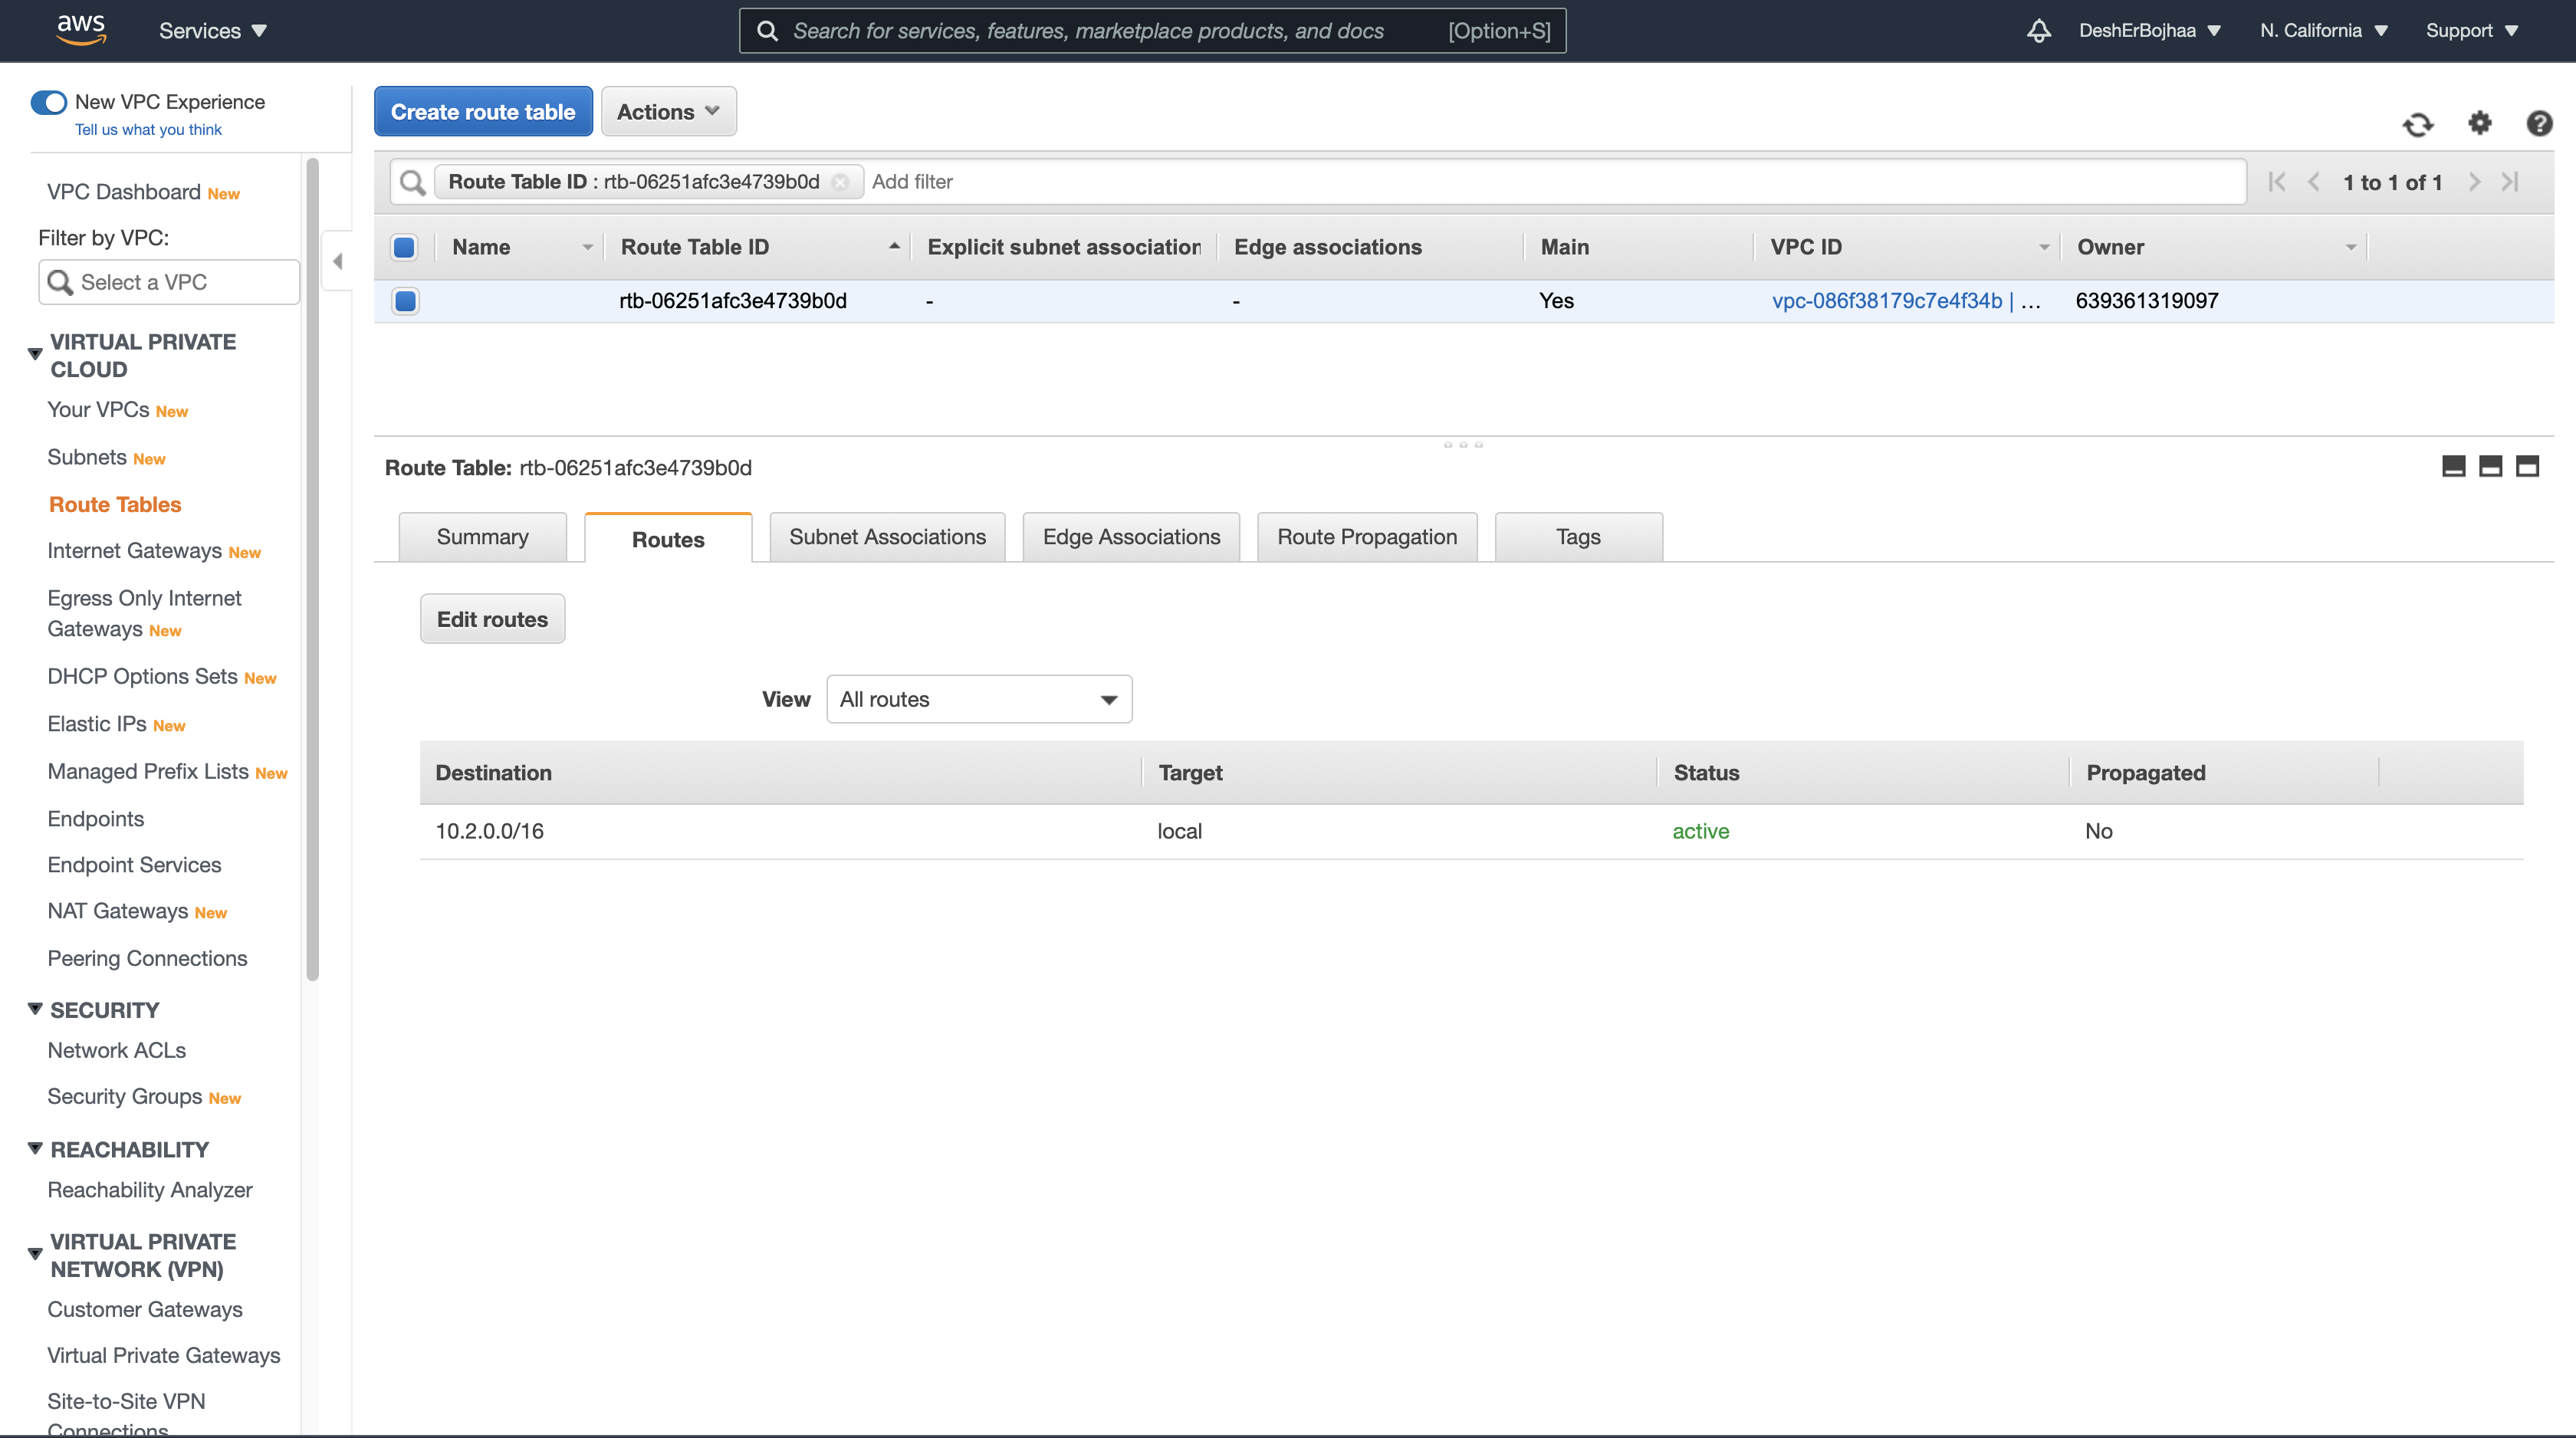 aws
Services
Search for services, features, marketplace products, and docs [Option+S]
DeshErBojhaa
N. California
Support
New VPC Experience
Tell us what you think
VPC Dashboard New
Filter by VPC:
Select a VPC
VIRTUAL PRIVATE
CLOUD
Your VPCs New
Subnets New
Route Tables
Internet Gateways New
Egress Only Internet
Gateways New
DHCP Options Sets New
Elastic IPs New
Managed Prefix Lists New
Endpoints
Endpoint Services
NAT Gateways New
Peering Connections
SECURITY
Network ACLs
Security Groups New
REACHABILITY
Reachability Analyzer
VIRTUAL PRIVATE
NETWORK (VPN)
Customer Gateways
Virtual Private Gateways
Site-to-Site VPN
Connections
Create route table
Actions
Route Table ID : rtb-06251afc3e4739b0d Add filter
1 to 1 of 1
Name Route Table ID Explicit subnet association Edge associations Main VPC ID Owner
rtb-06251afc3e4739b0d - - Yes vpc-086f38179c7e4f34b | ... 639361319097
Route Table: rtb-06251afc3e4739b0d
Summary Routes Subnet Associations Edge Associations Route Propagation Tags
Edit routes
View All routes
Destination Target Status Propagated
10.2.0.0/16 local active No